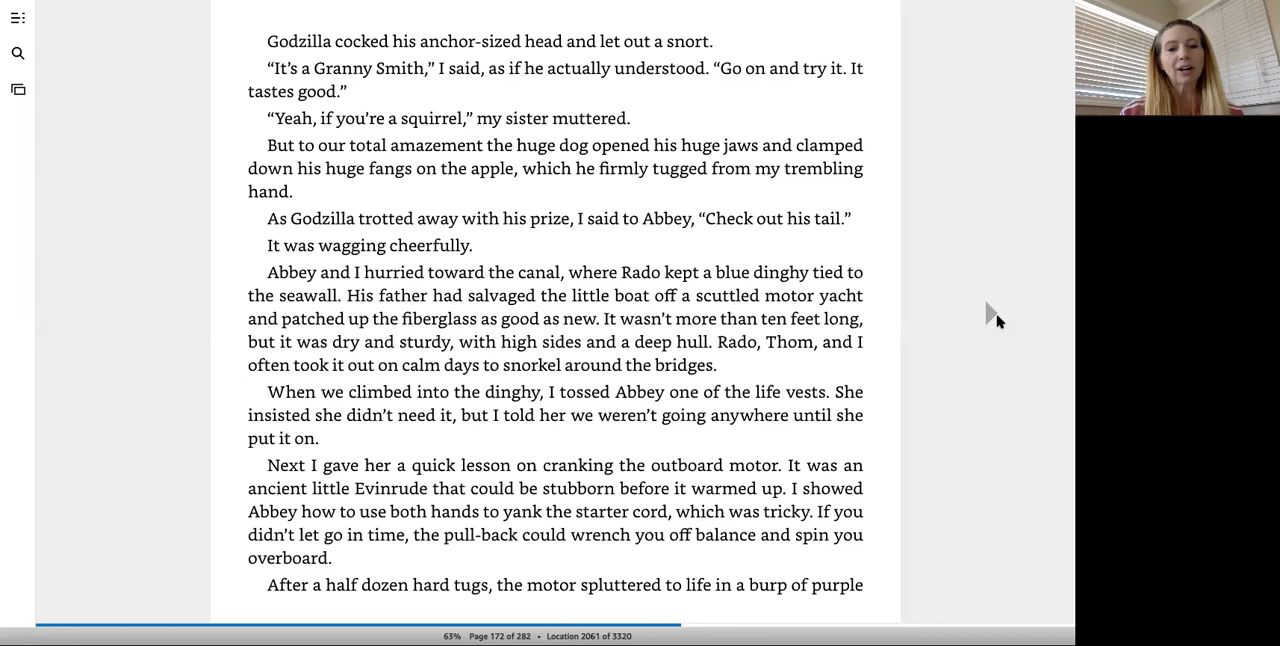 Godzilla cocked his anchor-sized head and let out a snort.
“It’s a Granny Smith,” I said, as if he actually understood. “Go on and try it. It
tastes good.”
“Yeah, if you’re a squirrel,” my sister muttered.
But to our total amazement the huge dog opened his huge jaws and clamped
down his huge fangs on the apple, which he firmly tugged from my trembling
hand.
As Godzilla trotted away with his prize, I said to Abbey, “Check out his tail.”
It was wagging cheerfully.
Abbey and I hurried toward the canal, where Rado kept a blue dinghy tied to
the seawall. His father had salvaged the little boat off a scuttled motor yacht
and patched up the fiberglass as good as new. It wasn’t more than ten feet long,
but it was dry and sturdy, with high sides and a deep hull. Rado, Thom, and I
often took it out on calm days to snorkel around the bridges.
When we climbed into the dinghy, I tossed Abbey one of the life vests. She
insisted she didn’t need it, but I told her we weren’t going anywhere until she
put it on.
Next I gave her a quick lesson on cranking the outboard motor. It was an
ancient little Evinrude that could be stubborn before it warmed up. I showed
Abbey how to use both hands to yank the starter cord, which was tricky. If you
didn’t let go in time, the pull-back could wrench you off balance and spin you
overboard.
After a half dozen hard tugs, the motor spluttered to life in a burp of purple
63% Page 172 of 282 • Location 2061 of 3320